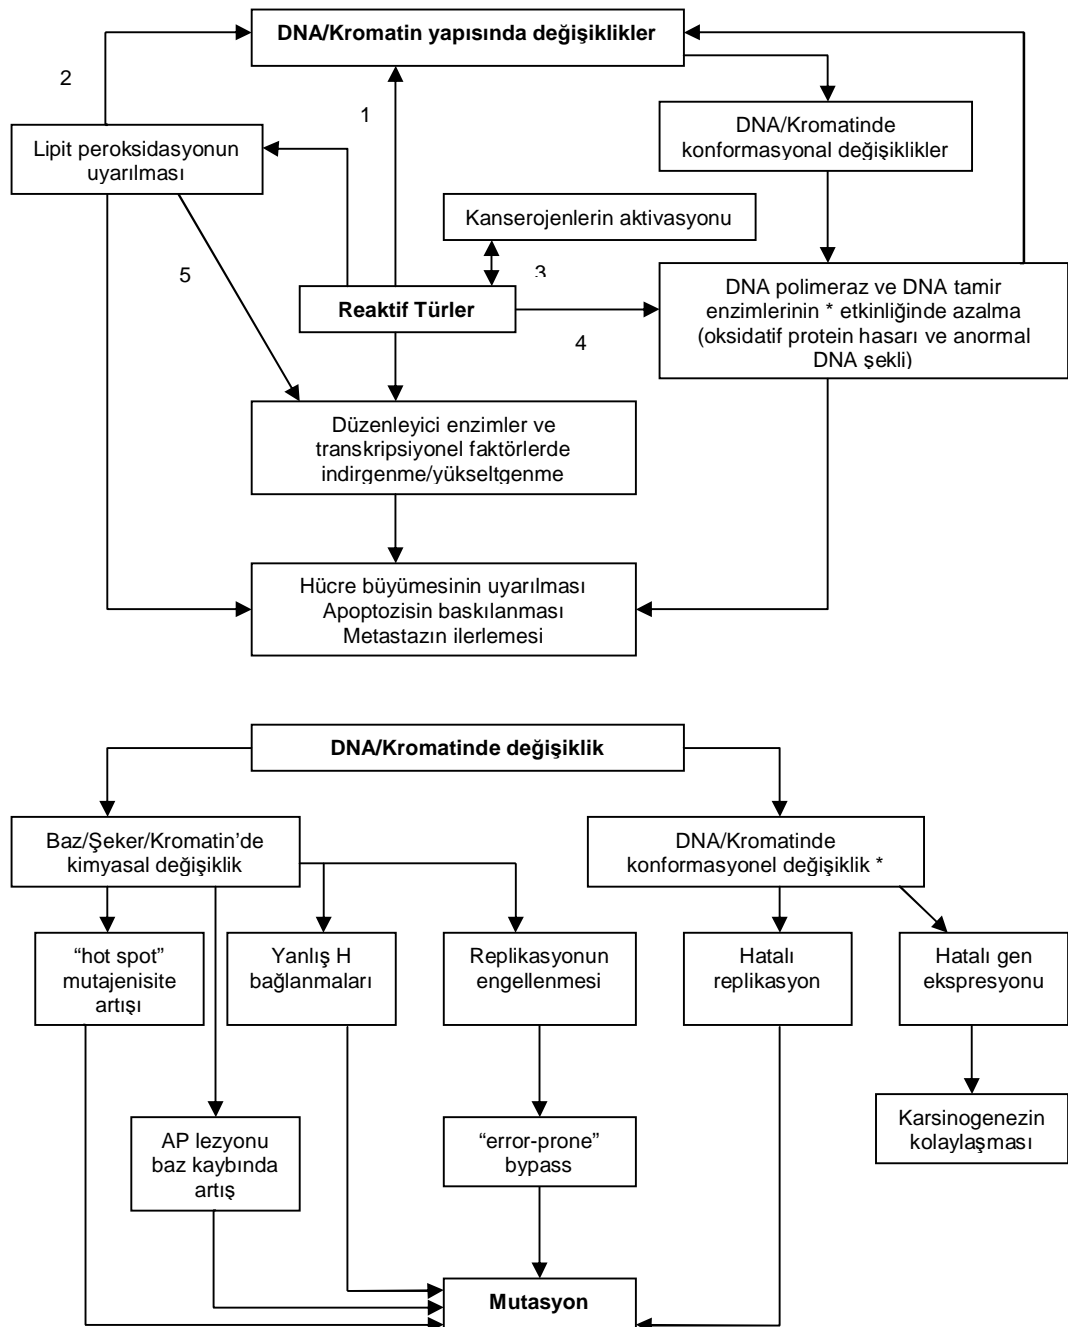 DNA/Kromatin yapısında değişiklikler
2
1
DNA/Kromatinde
konformasyonal değişiklikler
Lipit peroksidasyonun
uyarılması
Kanserojenlerin aktivasyonu
3
5
Reaktif Türler
4
DNA polimeraz ve DNA tamir
enzimlerinin * etkinliğinde azalma
(oksidatif protein hasarı ve anormal
DNA şekli)
Düzenleyici enzimler ve
transkripsiyonel faktörlerde
indirgenme/yükseltgenme
Hücre büyümesinin uyarılması
Apoptozisin baskılanması
Metastazın ilerlemesi
DNA/Kromatinde değişiklik
Baz/Şeker/Kromatin’de
kimyasal değişiklik
DNA/Kromatinde
konformasyonel değişiklik *
“hot spot”
mutajenisite
artışı
Yanlış H
bağlanmaları
Replikasyonun
engellenmesi
Hatalı
replikasyon
Hatalı gen
ekspresyonu
AP lezyonu
baz kaybında
artış
“error-prone”
bypass
Karsinogenezin
kolaylaşması
Mutasyon